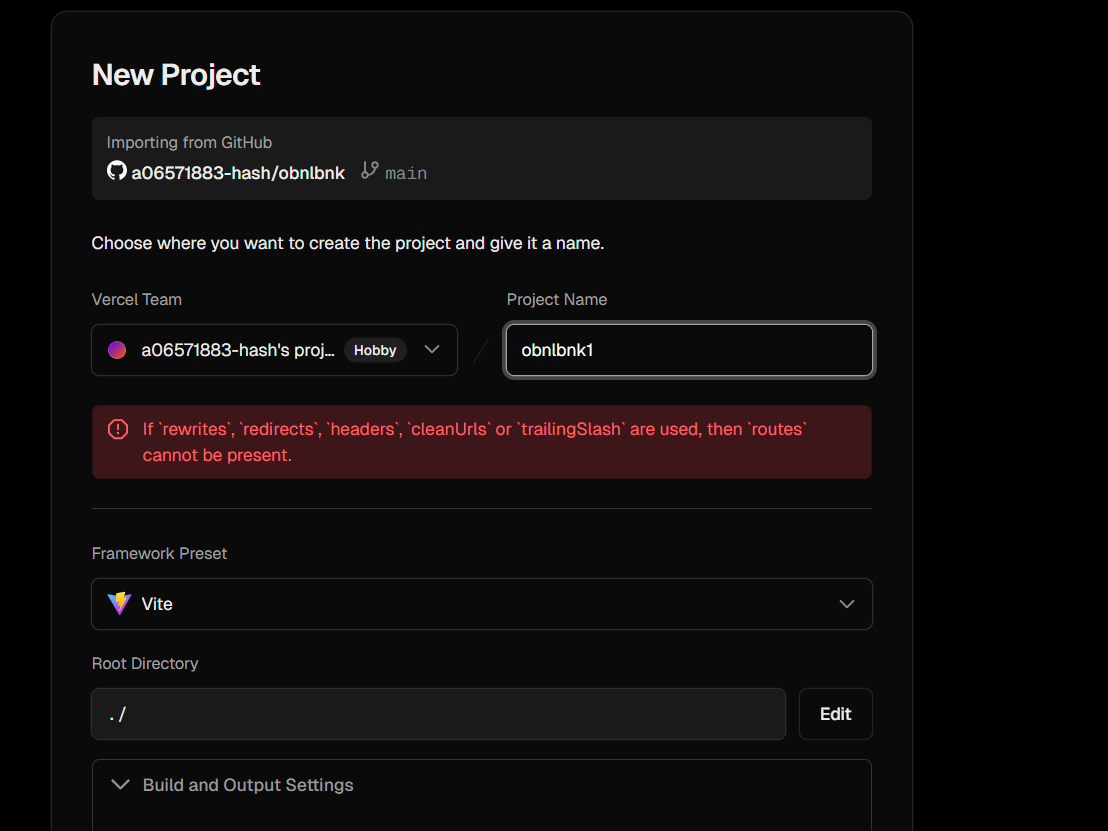 New Project
Importing from GitHub
a06571883-hash/obnlbnk main
Choose where you want to create the project and give it a name.
Vercel Team
Project Name
a06571883-hash's proj... Hobby
obnlbnk1
If `rewrites`, `redirects`, `headers`, `cleanUrls` or `trailingSlash` are used, then `routes`
cannot be present.
Framework Preset
Vite
Root Directory
./
Edit
Build and Output Settings